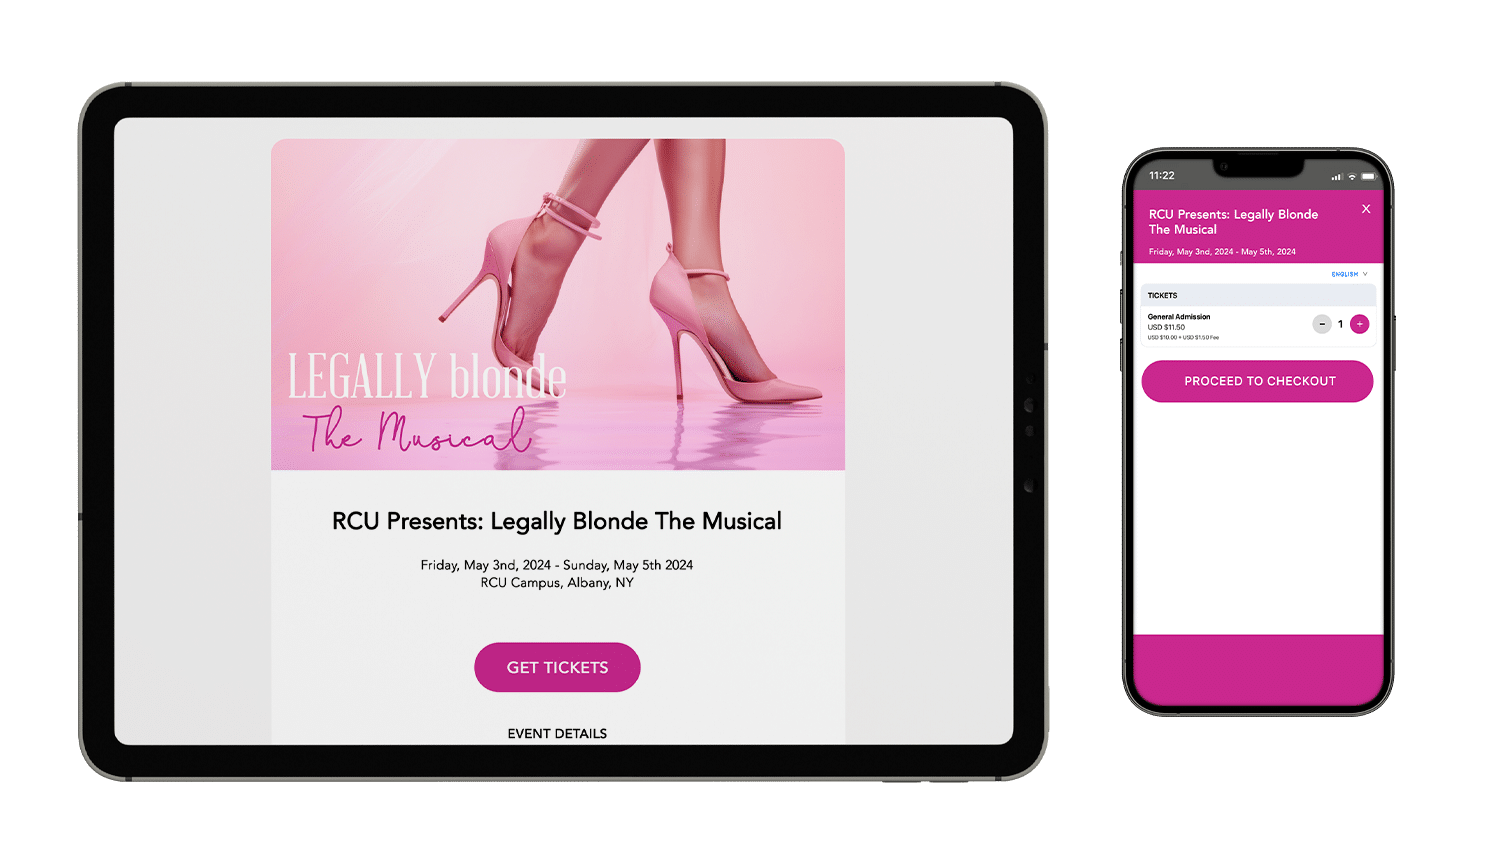 LEGALLY blonde
The Musical
RCU Presents: Legally Blonde The Musical
Friday, May 3nd, 2024 - Sunday, May 5th 2024
RCU Campus, Albany, NY
GET TICKETS
EVENT DETAILS
11:22
RCU Presents: Legally Blonde
The Musical
X
Friday, May 3nd, 2024 - May 5th, 2024
ENGLISH
TICKETS
General Admission
USD $11.50
USD $10.00 + USD $1.50 Fee
- 1 +
PROCEED TO CHECKOUT